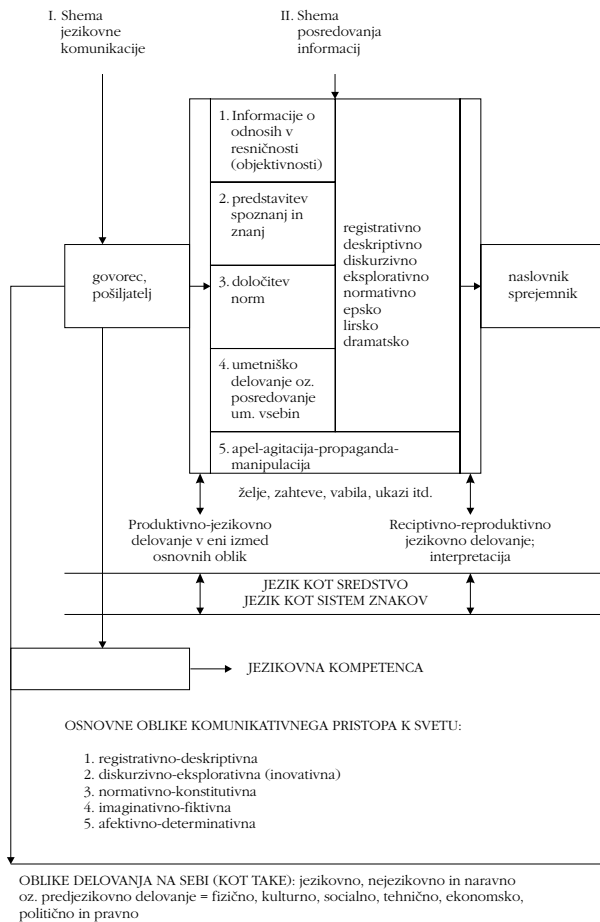 I. Shema
jezikovne
komunikacije
II. Shema
posredovanja
informacij
1. Informacije o
odnosih v
resničnosti
(objektivnosti)
2. predstavitev
spoznanj in
znanj
3. določitev
norm
4. umetniško
delovanje oz.
posredovanje
um. vsebin
registrativno
deskriptivno
diskurzivno
eksplorativno
normativno
epsko
lirsko
dramatsko
govorec,
pošiljatelj
naslovnik
sprejemnik
5. apel-agitacija-propaganda-
manipulacija
želje, zahteve, vabila, ukazi itd.
Produktivno-jezikovno
delovanje v eni izmed
osnovnih oblik
Reciptivno-reproduktivno
jezikovno delovanje;
interpretacija
JEZIK KOT SREDSTVO
JEZIK KOT SISTEM ZNAKOV
JEZIKOVNA KOMPETENCA
OSNOVNE OBLIKE KOMUNIKATIVNEGA PRISTOPA K SVETU:
1. registrativno-deskriptivna
2. diskurzivno-eksplorativna (inovativna)
3. normativno-konstitutivna
4. imaginativno-fiktivna
5. afektivno-determinativna
OBLIKE DELOVANJA NA SEBI (KOT TAKE): jezikovno, nejezikovno in naravno
oz. predjezikovno delovanje = fizično, kulturno, socialno, tehnično, ekonomsko,
politično in pravno